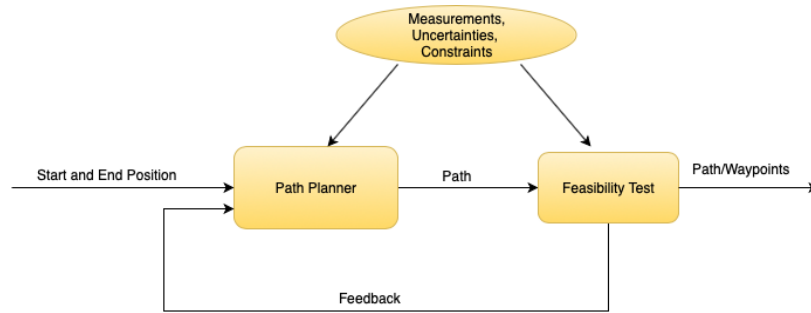 Measurements,
Uncertainties,
Constraints
Start and End Position
Path Planner
Path
Feasibility Test
Path/Waypoints
Feedback